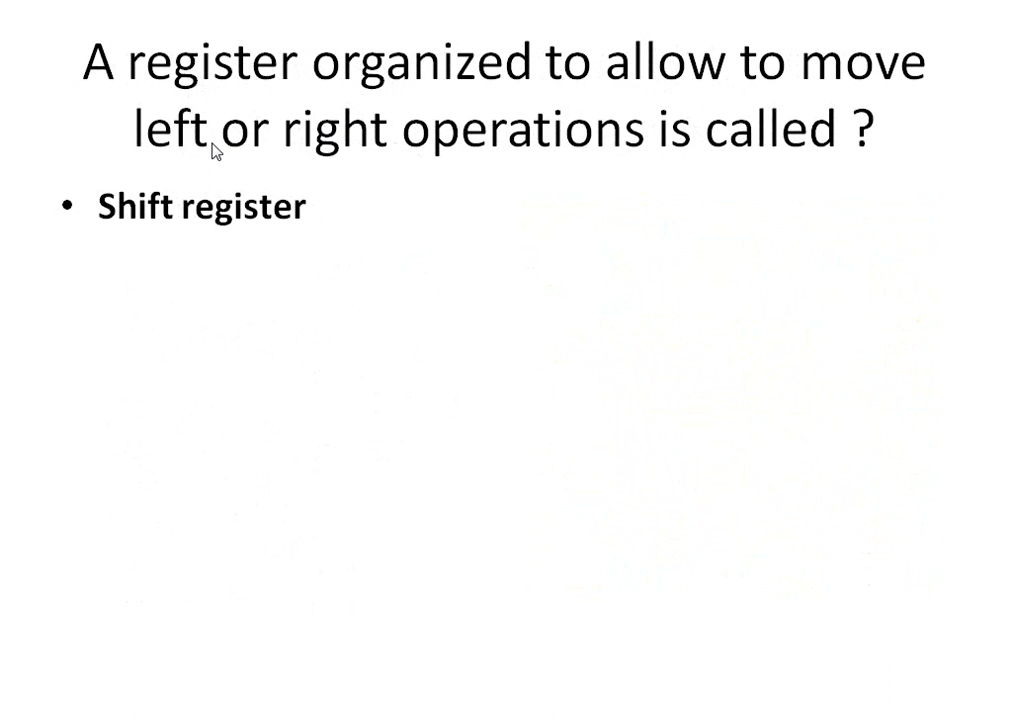 A register organized to allow to move
left or right operations is called ?
• Shift register